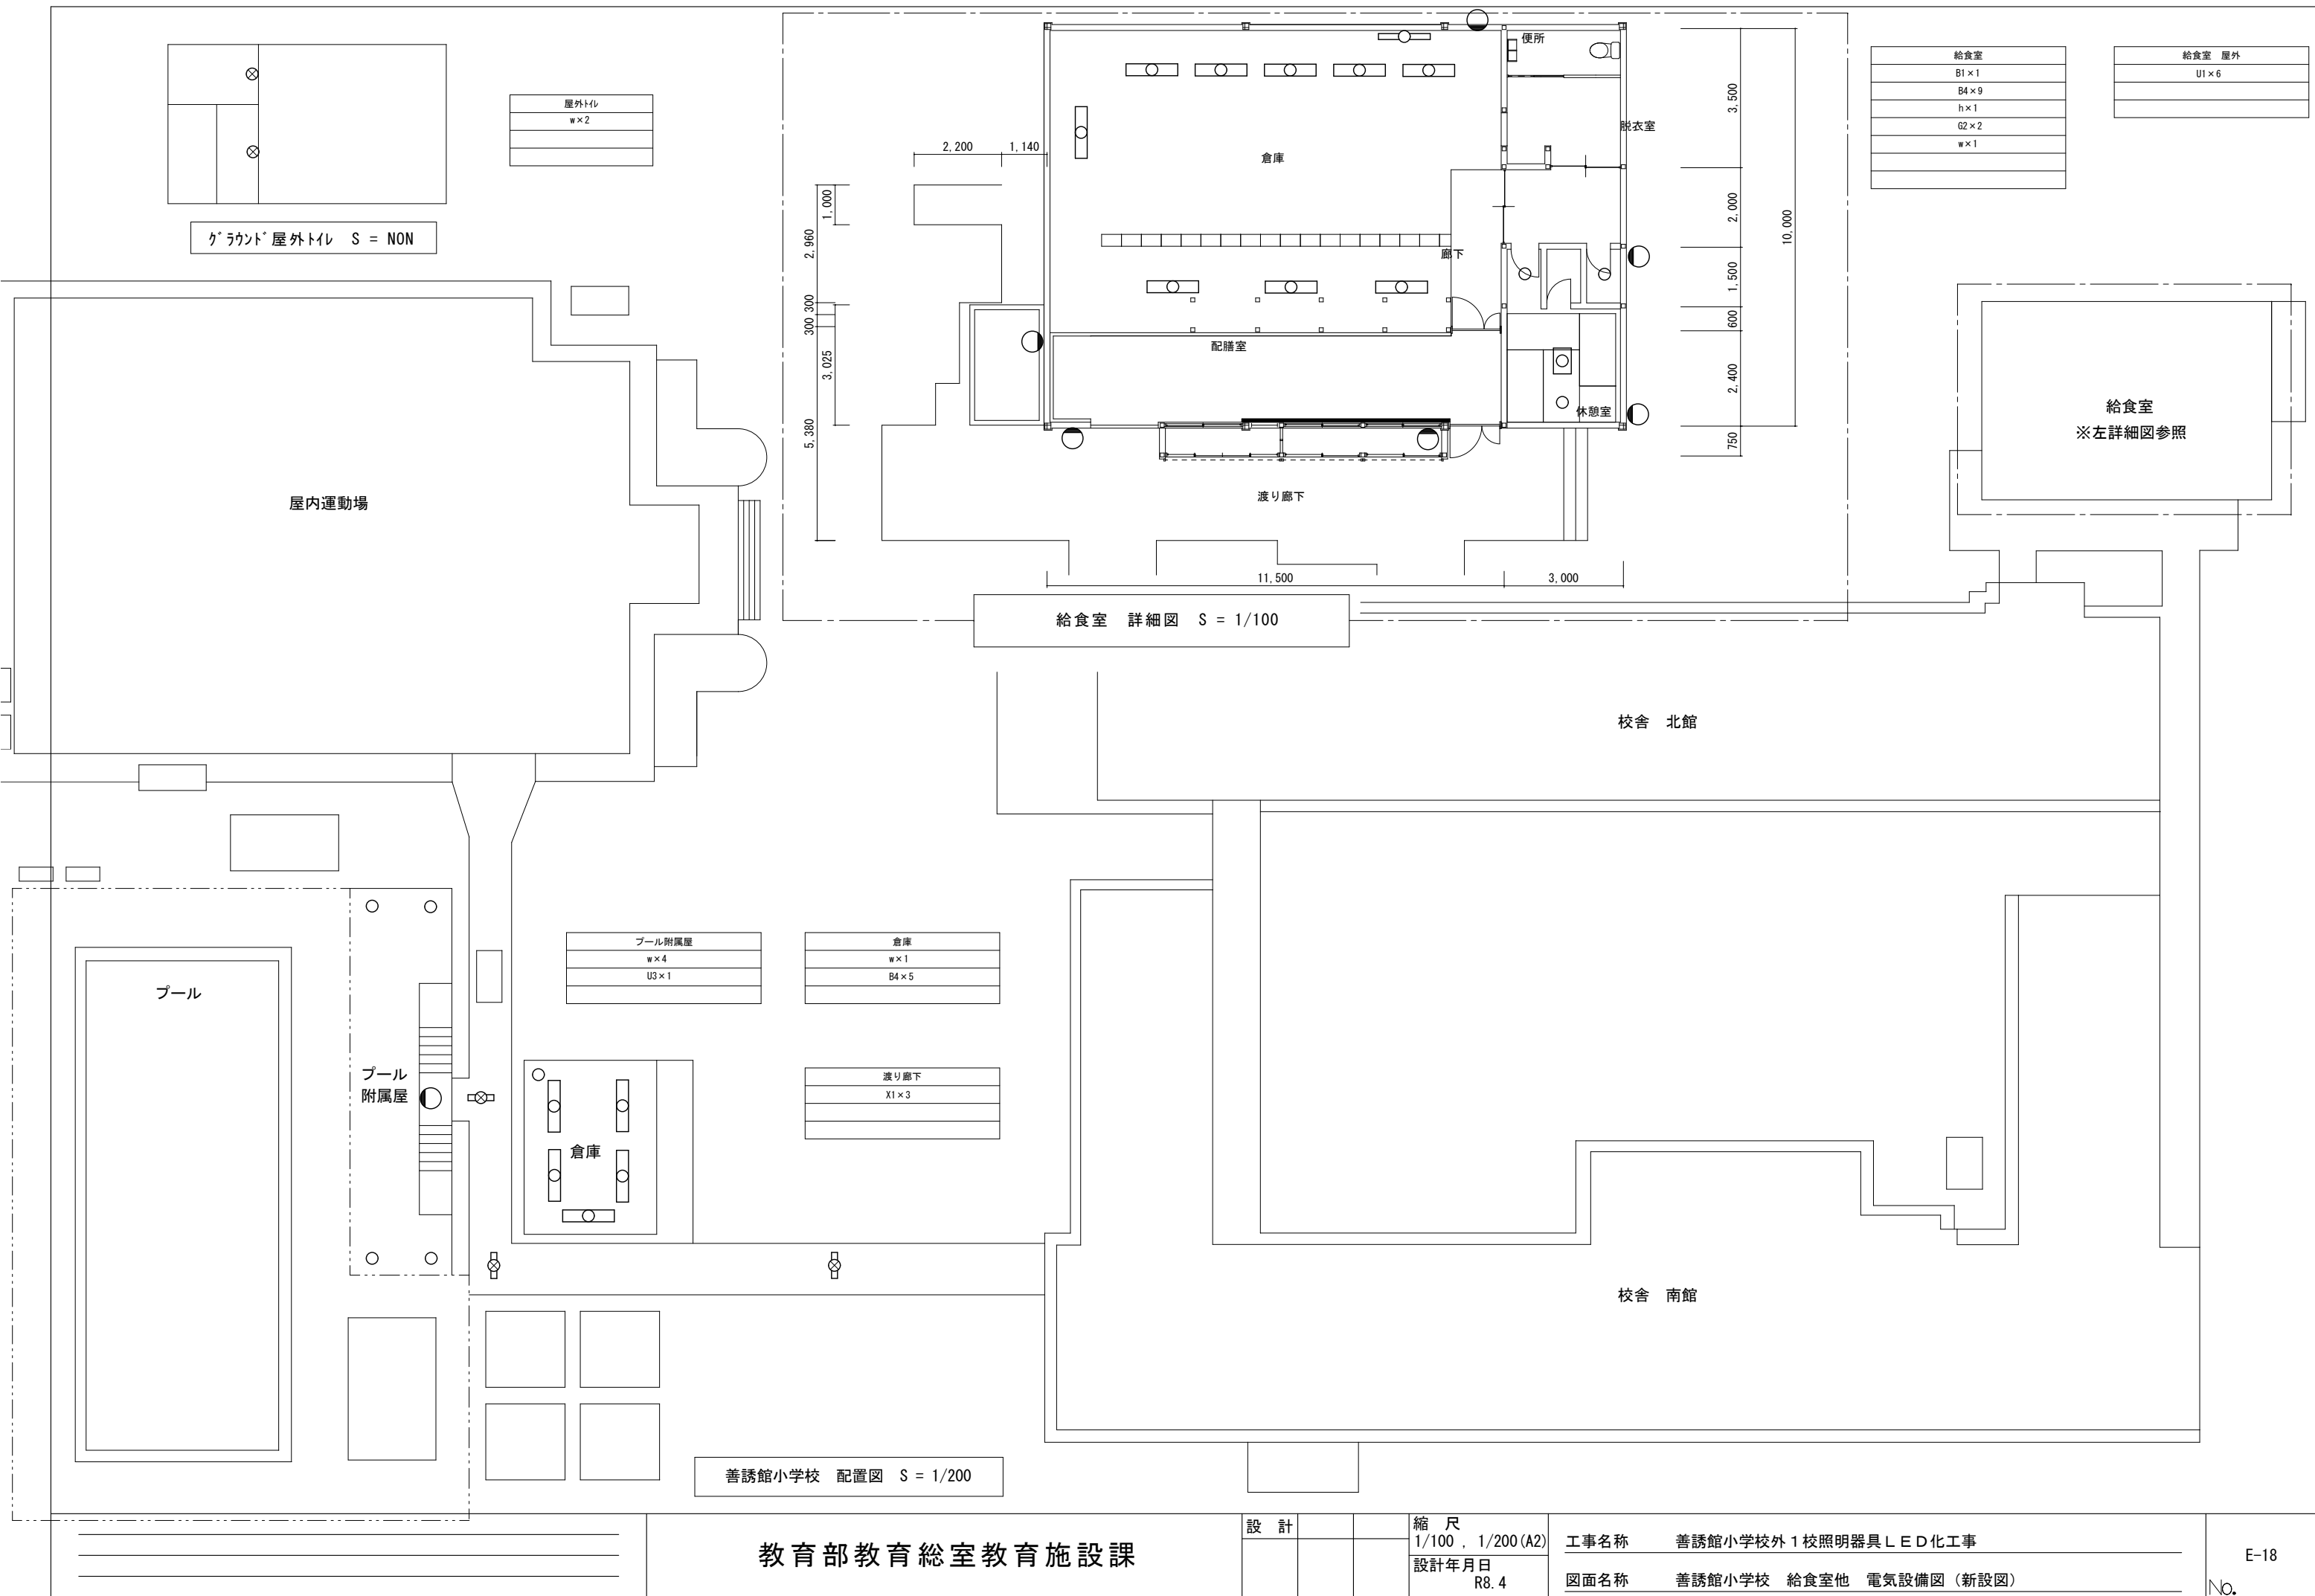 屋外ﾄｲﾚ
w×2
ｸﾞﾗｳﾝﾄﾞ屋外ﾄｲﾚ S = NON
便所
脱衣室
倉庫
廊下
配膳室
休憩室
渡り廊下
2,200
1,140
1,000
2,960
300
300
3,025
5,380
3,500
2,000
1,500
600
2,400
750
10,000
11,500
3,000
給食室 詳細図 S = 1/100
給食室
B1×1
B4×9
h×1
G2×2
w×1
給食室 屋外
U1×6
給食室
※左詳細図参照
屋内運動場
校舎 北館
プール
プール
附属屋
プール附属屋
w×4
U3×1
倉庫
w×1
B4×5
渡り廊下
X1×3
倉庫
校舎 南館
善誘館小学校 配置図 S = 1/200
教育部教育総室教育施設課
設 計
縮 尺
1/100 , 1/200(A2)
設計年月日
R8.4
工事名称 善誘館小学校外1校照明器具LED化工事
図面名称 善誘館小学校 給食室他 電気設備図(新設図)
E-18
No.